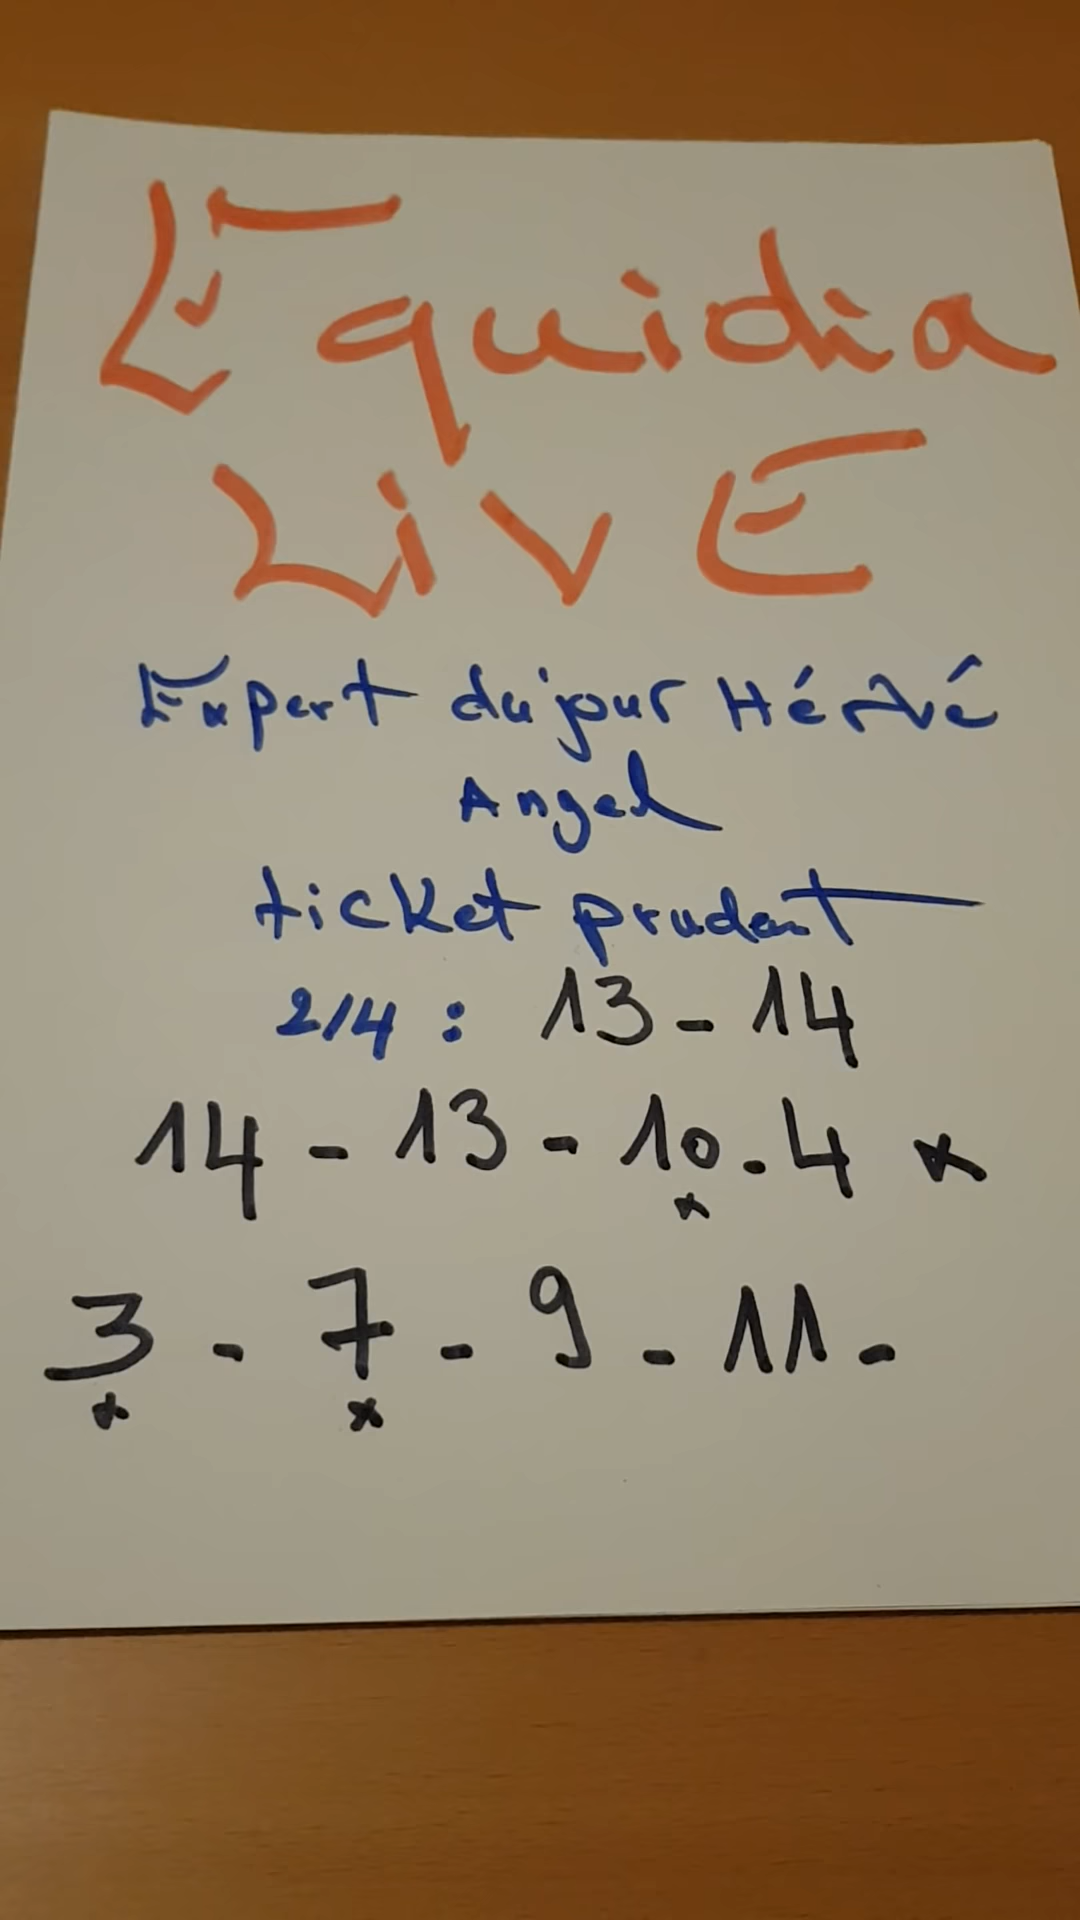 Equidia
LiVE
Expert du jour Hérvé
Angel
ticket prudent
2/4 : 13 - 14
14 - 13 - 10 . 4 *
*
3 - 7 - 9 - 11 -
* *